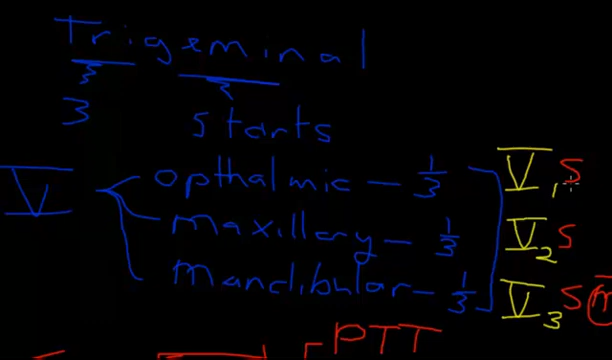 Trigeminal
3 starts
V opthalmic - 1/3 V1 S
maxillary - 1/3 V2 S
mandibular - 1/3 V3 S m
PTT